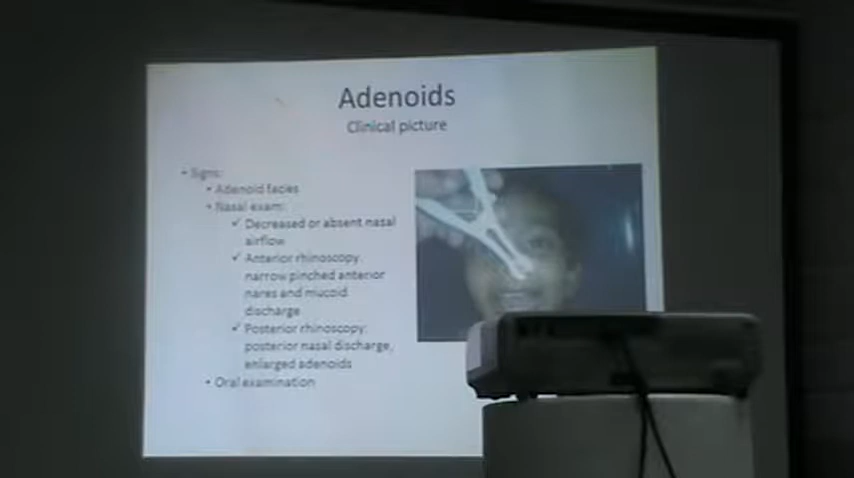 Adenoids
Clinical picture
• Signs:
• Adenoid facies
• Nasal exam:
✓ Decreased or absent nasal
airflow
✓ Anterior rhinoscopy:
narrow pinched anterior
nares and mucoid
discharge
✓ Posterior rhinoscopy:
posterior nasal discharge,
enlarged adenoids
• Oral examination